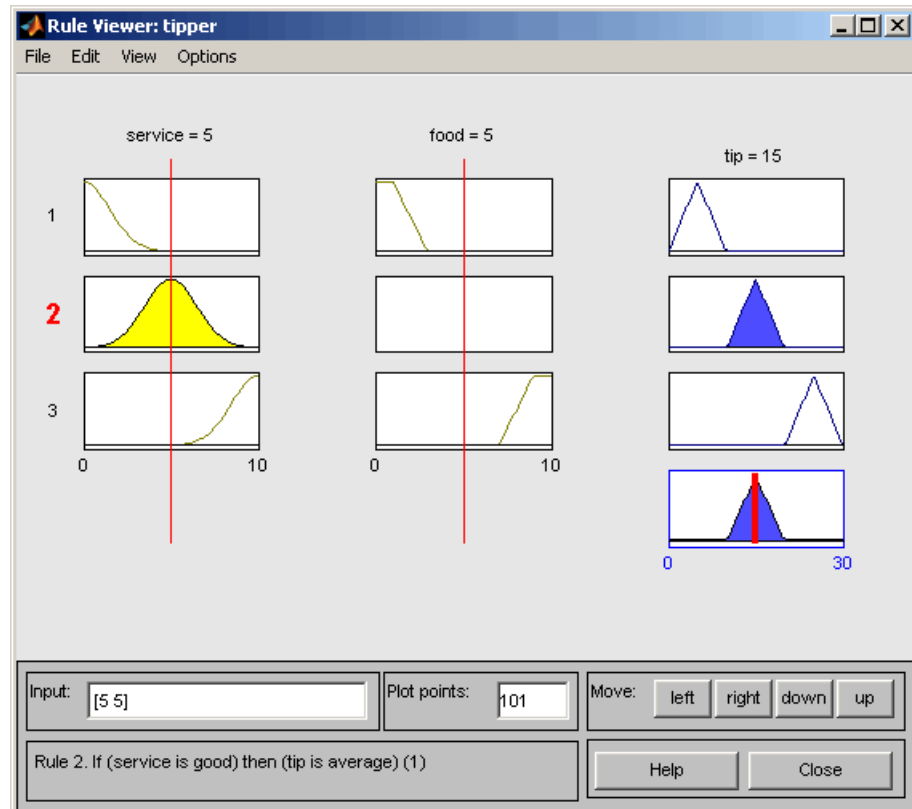 Rule Viewer: tipper
File Edit View Options
service = 5
food = 5
tip = 15
1
2
3
0 10
0 10
0 30
Input: [5 5]
Plot points: 101
Move: left right down up
Rule 2. If (service is good) then (tip is average) (1)
Help Close